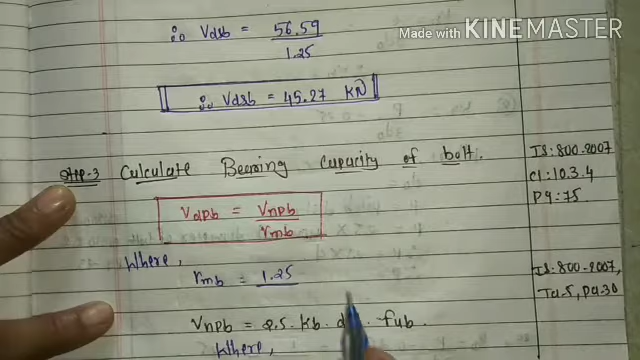 Made with KINEMASTER
∴ Vdsb = 56.59
1.25
∴ Vdsb = 45.27 KN
Step-3 Calculate Bearing Capacity of bolt.
IS:800-2007
Cl:10.3.4
Pg:75
Vdpb = Vnpb
γmb
Where,
γmb = 1.25
IS:800-2007,
Ta-5, Pg-30
Vnpb = 2.5. kb. fub.
Where,